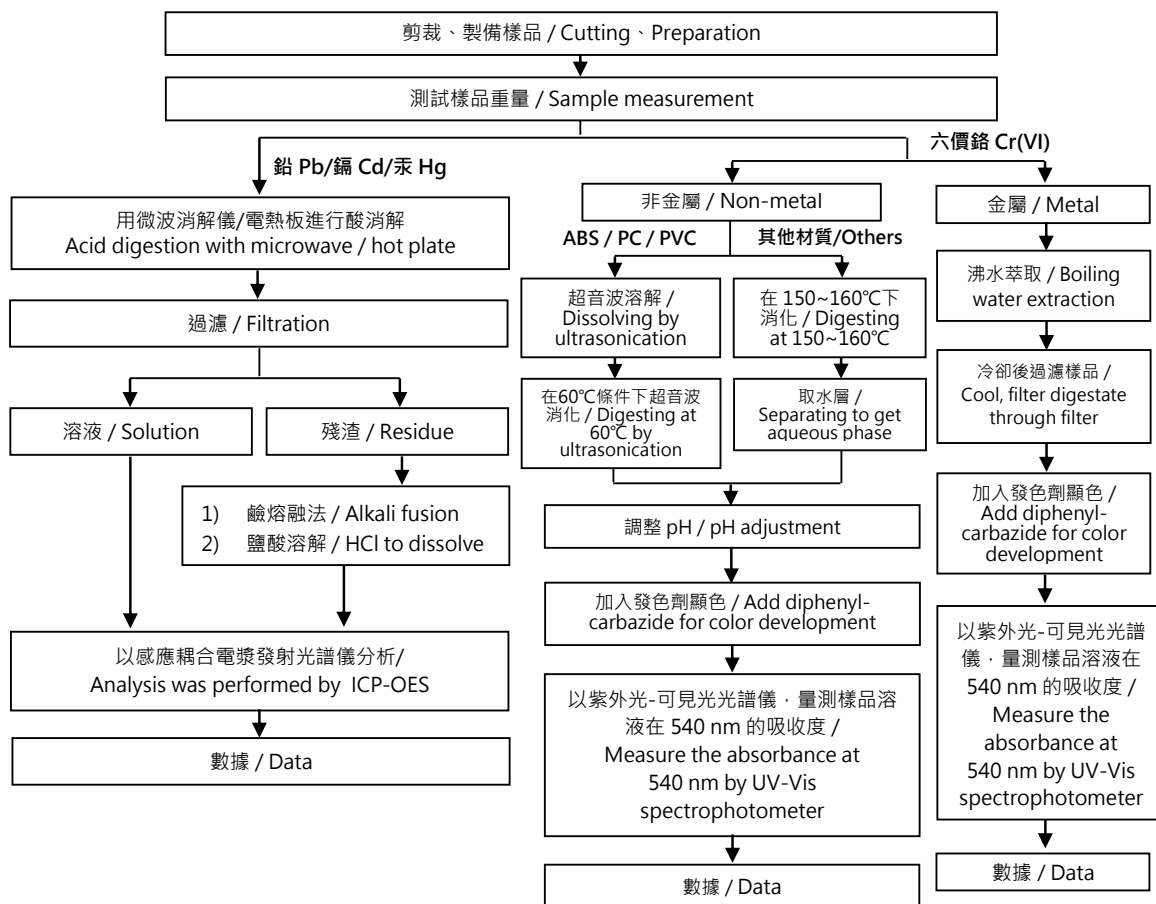 剪裁、製備樣品 / Cutting、Preparation
測試樣品重量 / Sample measurement
鉛 Pb/鎘 Cd/汞 Hg
六價鉻 Cr(VI)
用微波消解儀/電熱板進行酸消解
Acid digestion with microwave / hot plate
過濾 / Filtration
溶液 / Solution
殘渣 / Residue
1) 鹼熔融法 / Alkali fusion
2) 鹽酸溶解 / HCl to dissolve
以感應耦合電漿發射光譜儀分析/
Analysis was performed by ICP-OES
數據 / Data
非金屬 / Non-metal
ABS / PC / PVC
其他材質/Others
超音波溶解 /
Dissolving by
ultrasonication
在60℃條件下超音波
消化 / Digesting at
60℃ by
ultrasonication
在 150~160℃下
消化 / Digesting
at 150~160℃
取水層 /
Separating to get
aqueous phase
調整 pH / pH adjustment
加入發色劑顯色 / Add diphenyl-
carbazide for color development
以紫外光-可見光光譜儀，量測樣品溶
液在 540 nm 的吸收度 /
Measure the absorbance at
540 nm by UV-Vis
spectrophotometer
數據 / Data
金屬 / Metal
沸水萃取 / Boiling
water extraction
冷卻後過濾樣品 /
Cool, filter digestate
through filter
加入發色劑顯色 /
Add diphenyl-
carbazide for color
development
以紫外光-可見光光譜
儀，量測樣品溶液在
540 nm 的吸收度 /
Measure the
absorbance at
540 nm by UV-Vis
spectrophotometer
數據 / Data